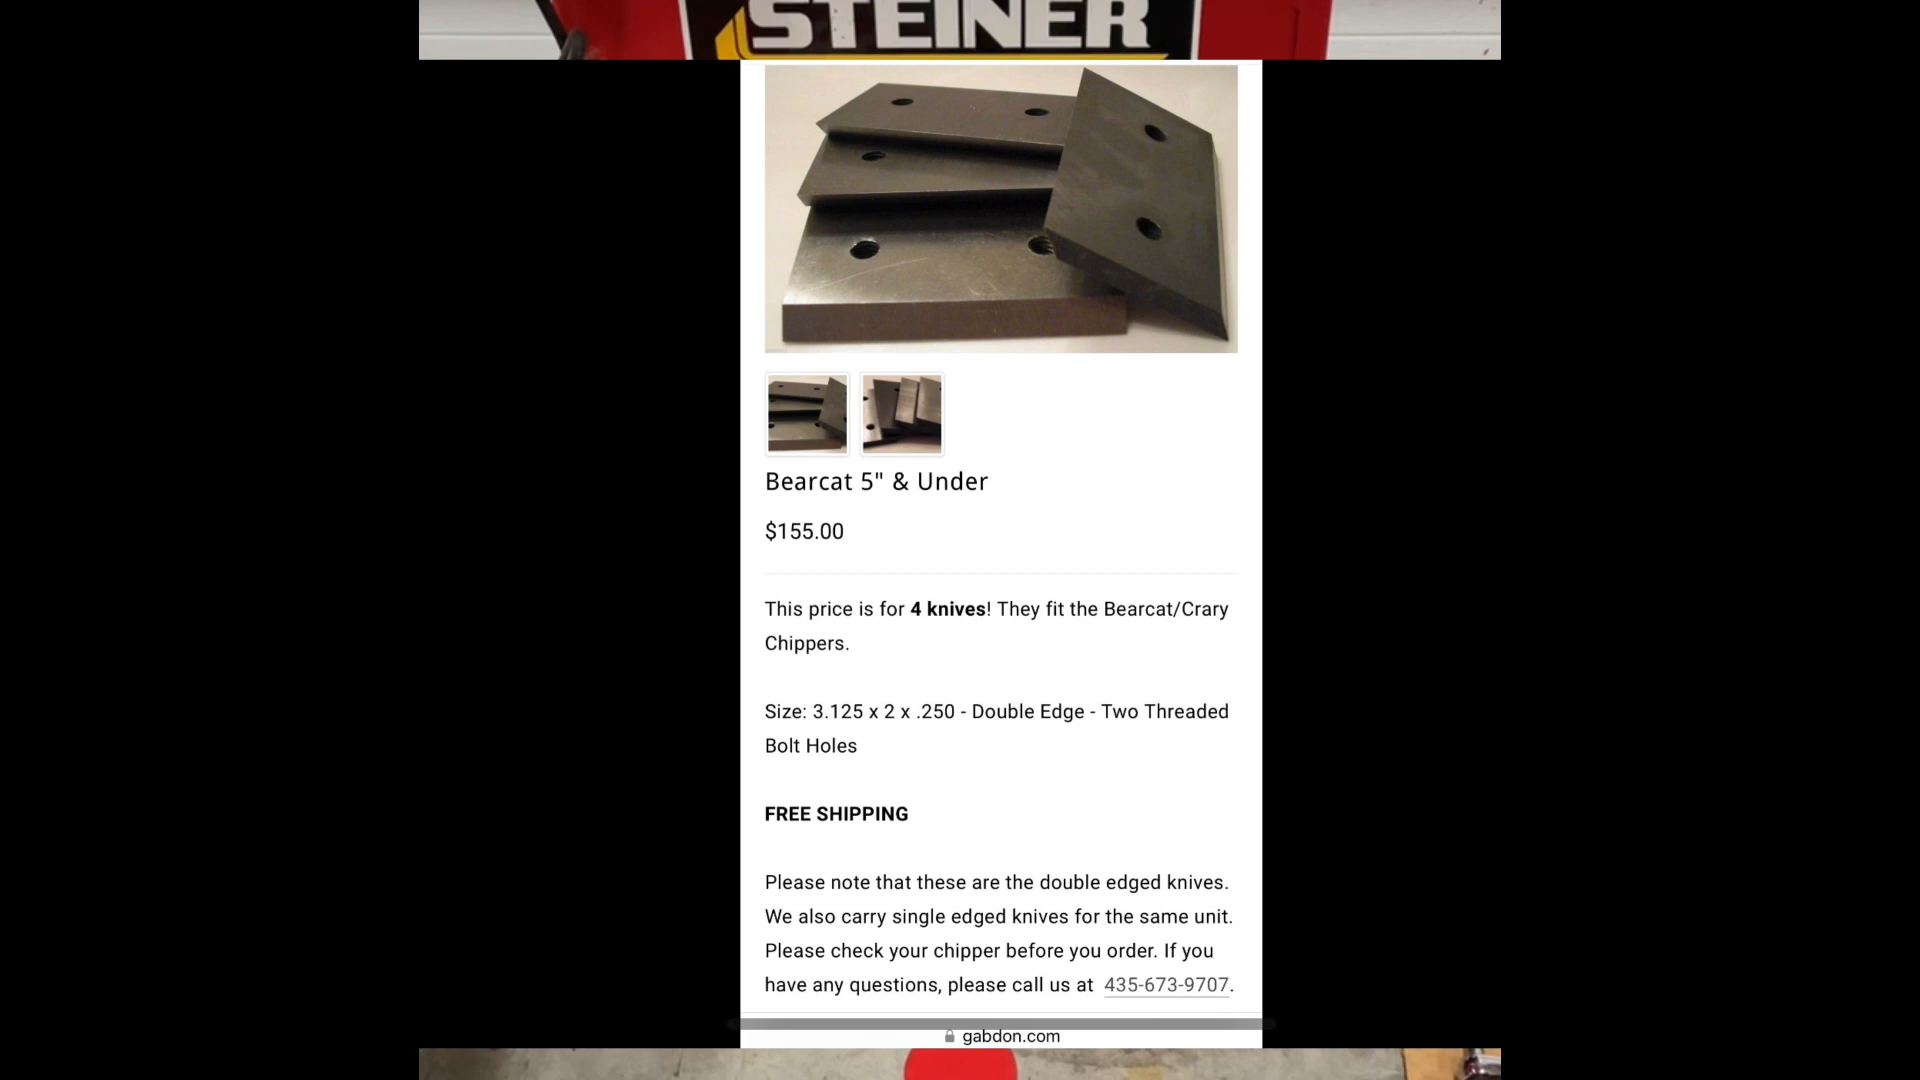 STEINER
Bearcat 5" & Under
$155.00
This price is for 4 knives! They fit the Bearcat/Crary
Chippers.
Size: 3.125 x 2 x .250 - Double Edge - Two Threaded
Bolt Holes
FREE SHIPPING
Please note that these are the double edged knives.
We also carry single edged knives for the same unit.
Please check your chipper before you order. If you
have any questions, please call us at 435-673-9707.
gabdon.com